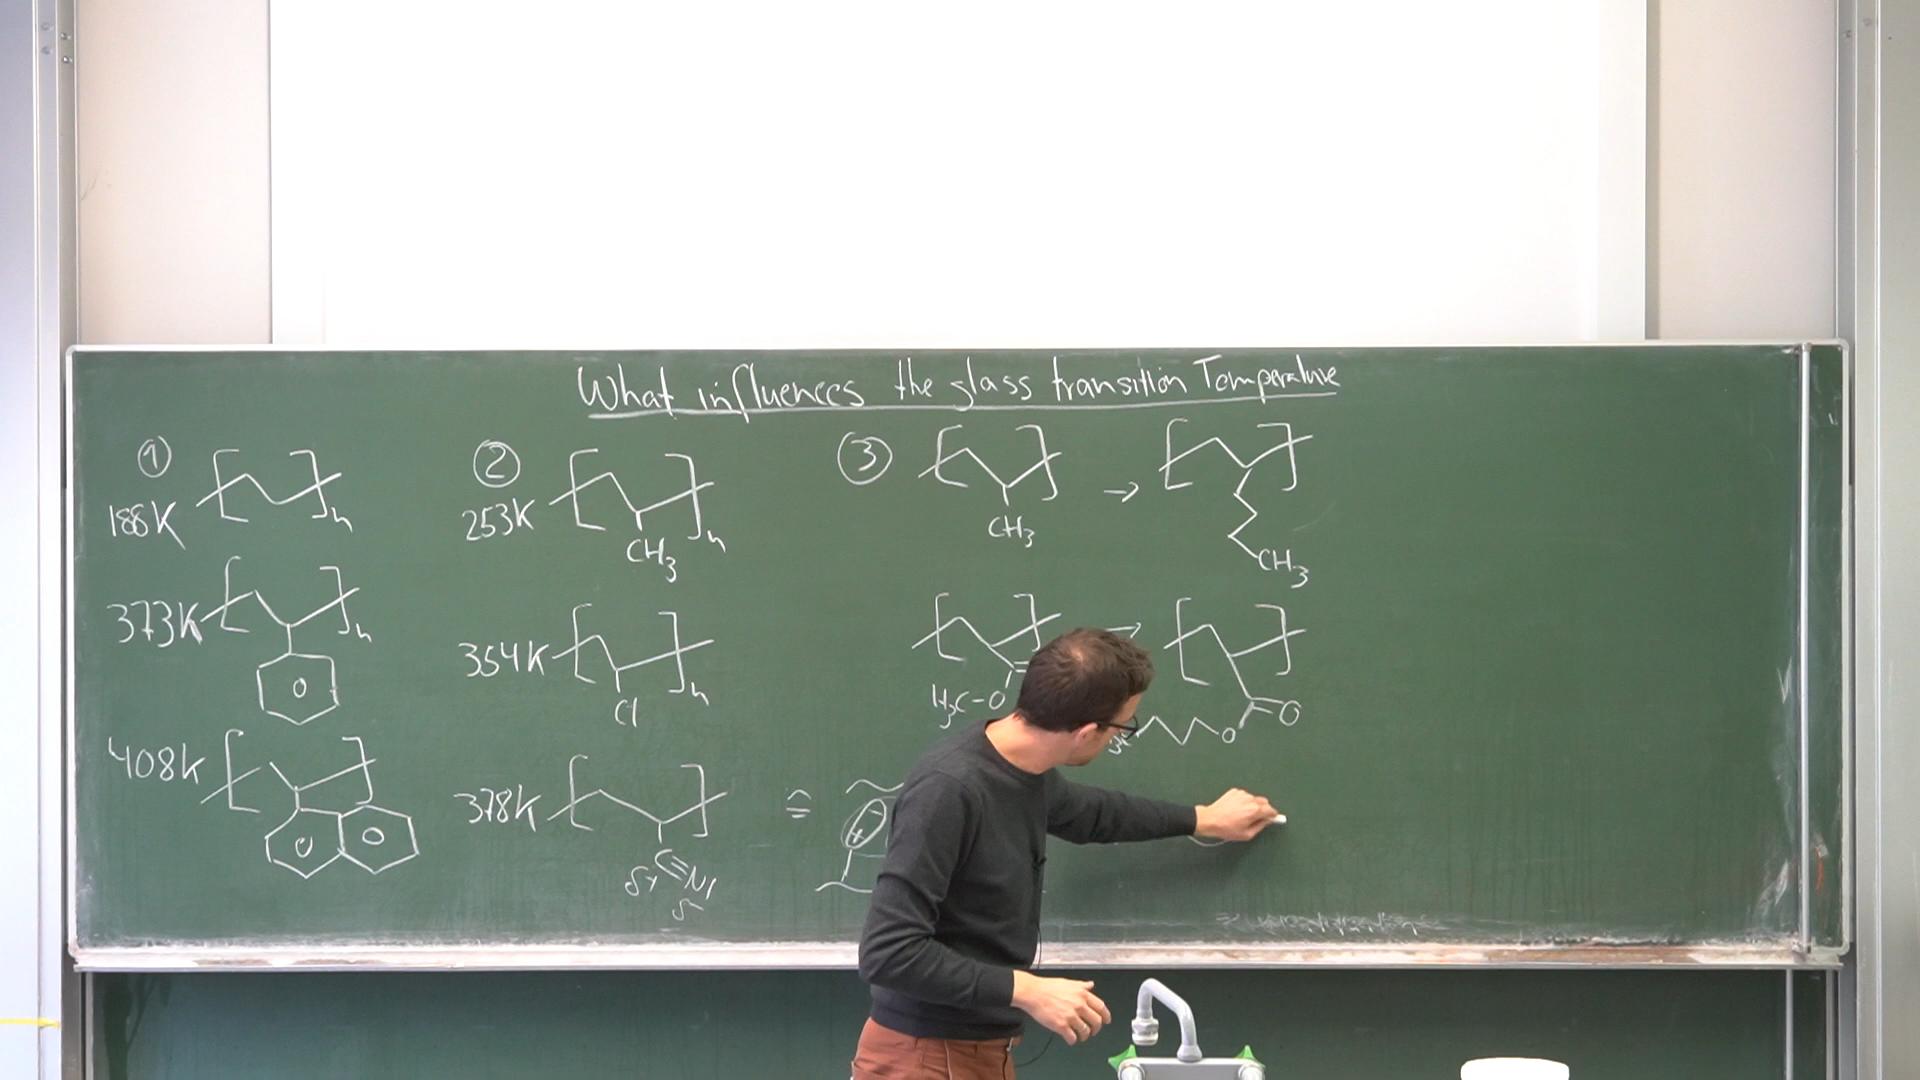 What influences the glass transition Temperature
①
188K
n
373K
n
408K
②
253K
CH3
n
354K
Cl
n
378K
C≡N
δ+
δ-
≙
③
CH3
→
CH3
H3C-O
→
O
O